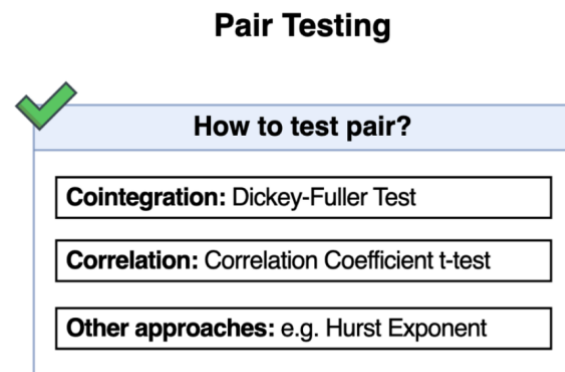 Pair Testing
How to test pair?
Cointegration: Dickey-Fuller Test
Correlation: Correlation Coefficient t-test
Other approaches: e.g. Hurst Exponent